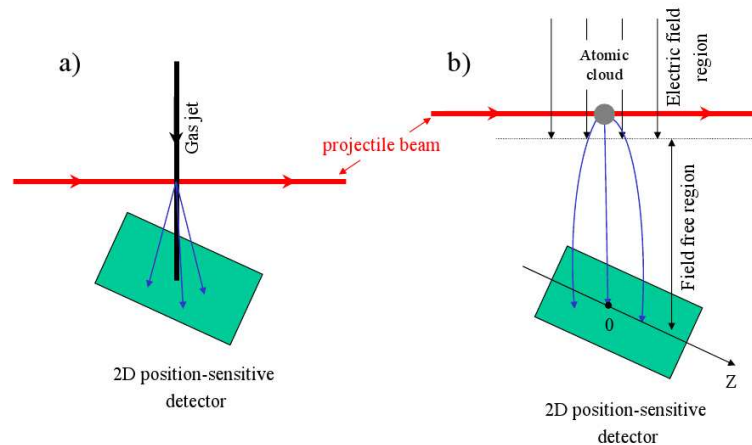 a)
Gas jet
projectile beam
2D position-sensitive
detector
b)
Atomic
cloud
Electric field
region
Field free region
0
Z
2D position-sensitive
detector